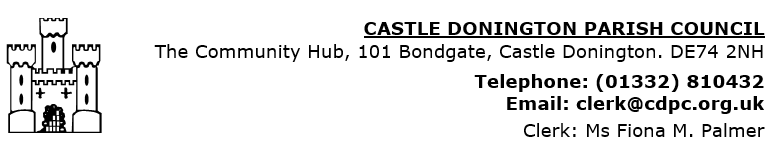 CASTLE DONINGTON PARISH COUNCIL
The Community Hub, 101 Bondgate, Castle Donington. DE74 2NH
Telephone: (01332) 810432
Email: clerk@cdpc.org.uk
Clerk: Ms Fiona M. Palmer